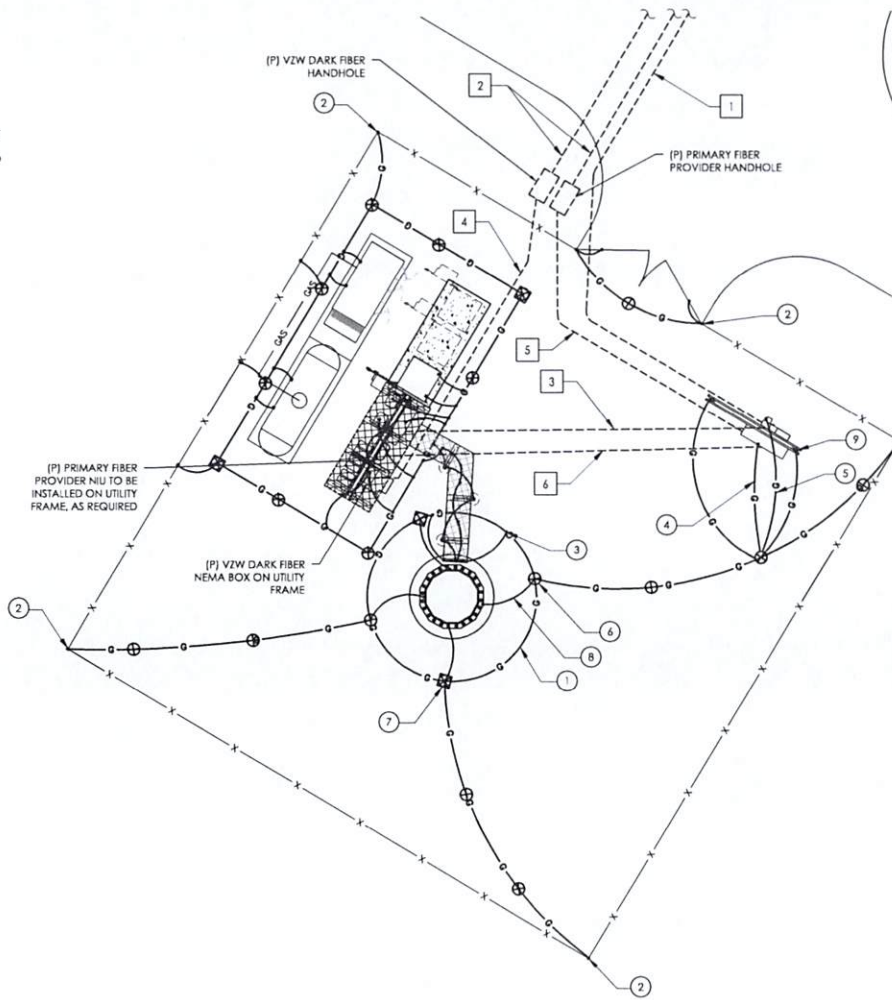 (P) VZW DARK FIBER
HANDHOLE
2
2
1
(P) PRIMARY FIBER
PROVIDER HANDHOLE
4
2
GAS
GAS
5
3
9
(P) PRIMARY FIBER
PROVIDER NIU TO BE
INSTALLED ON UTILITY
FRAME, AS REQUIRED
6
4
5
(P) VZW DARK FIBER
NEMA BOX ON UTILITY
FRAME
3
2
6
8
1
7
2